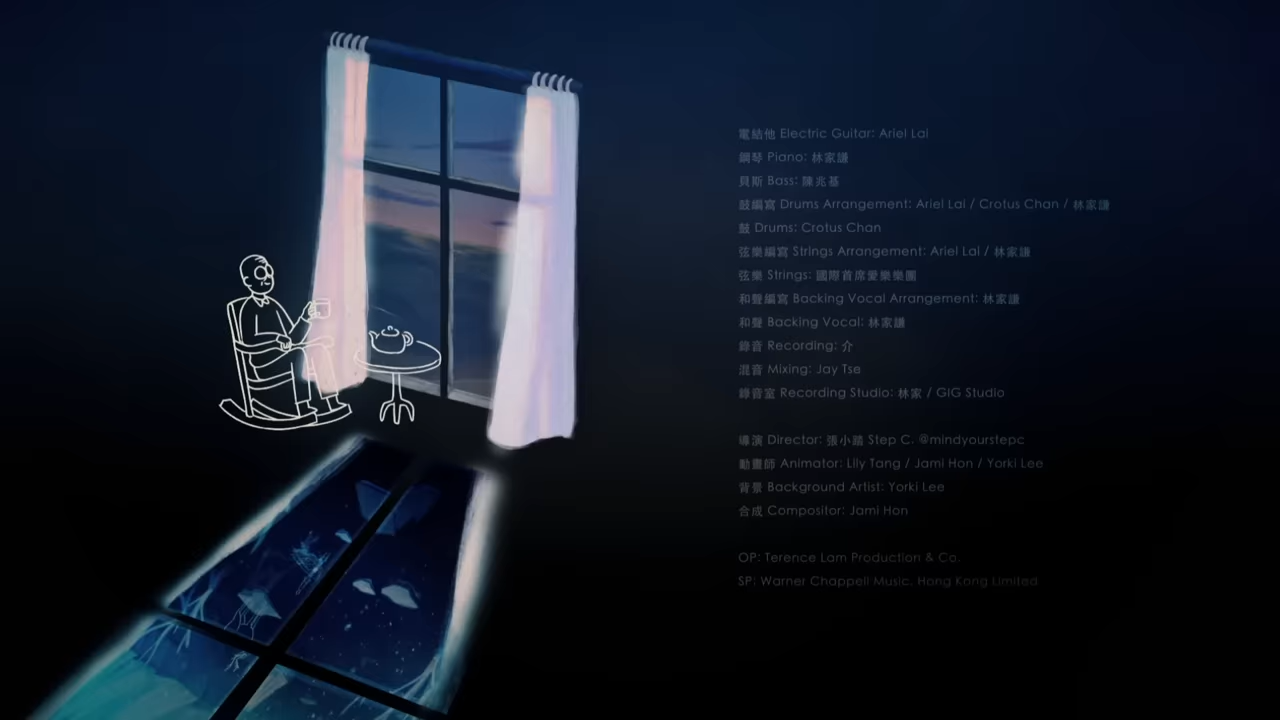 電結他 Electric Guitar: Ariel Lai
鋼琴 Piano: 林家謙
貝斯 Bass: 陳兆基
鼓編寫 Drums Arrangement: Ariel Lai / Crotus Chan / 林家謙
鼓 Drums: Crotus Chan
弦樂編寫 Strings Arrangement: Ariel Lai / 林家謙
弦樂 Strings: 國際首席愛樂樂團
和聲編寫 Backing Vocal Arrangement: 林家謙
和聲 Backing Vocal: 林家謙
錄音 Recording: 介
混音 Mixing: Jay Tse
錄音室 Recording Studio: 林家 / GIG Studio
導演 Director: 張小踏 Step C. @mindyourstepc
動畫師 Animator: Lily Tang / Jami Hon / Yorki Lee
背景 Background Artist: Yorki Lee
合成 Compositor: Jami Hon
OP: Terence Lam Production & Co.
SP: Warner Chappell Music, Hong Kong Limited